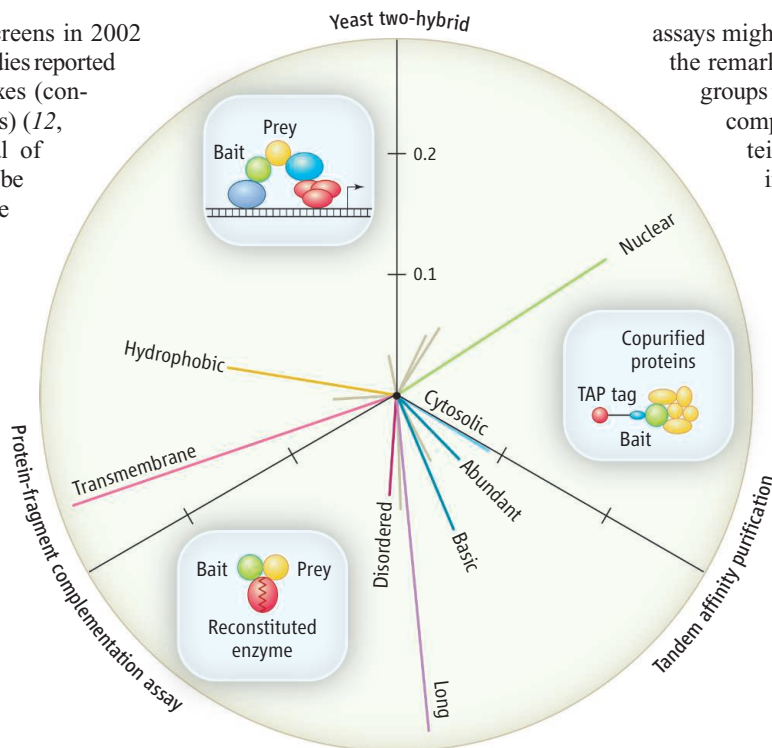 creens in 2002
dies reported
xes (con-
s) (12,
l of
be
e
assays might
the remark
groups
comp
tei
i
Yeast two-hybrid
0.2
0.1
Prey
Bait
Nuclear
Copurified
proteins
TAP tag
Bait
Hydrophobic
Cytosolic
Abundant
Basic
Disordered
Long
Transmembrane
Bait
Prey
Reconstituted
enzyme
Protein-fragment complementation assay
Tandem affinity purification